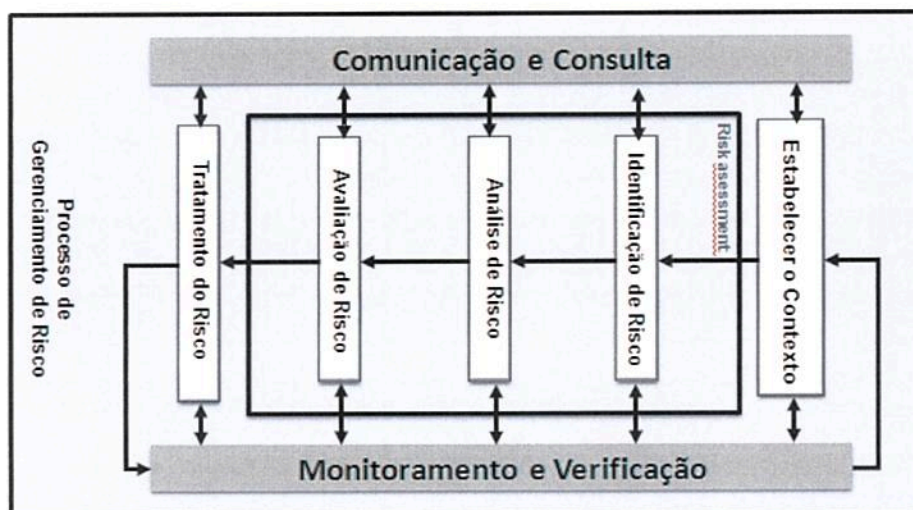 Comunicação e Consulta
Estabelecer o Contexto
Risk asessment
Identificação de Risco
Análise de Risco
Avaliação de Risco
Tratamento do Risco
Monitoramento e Verificação
Processo de
Gerenciamento de Risco